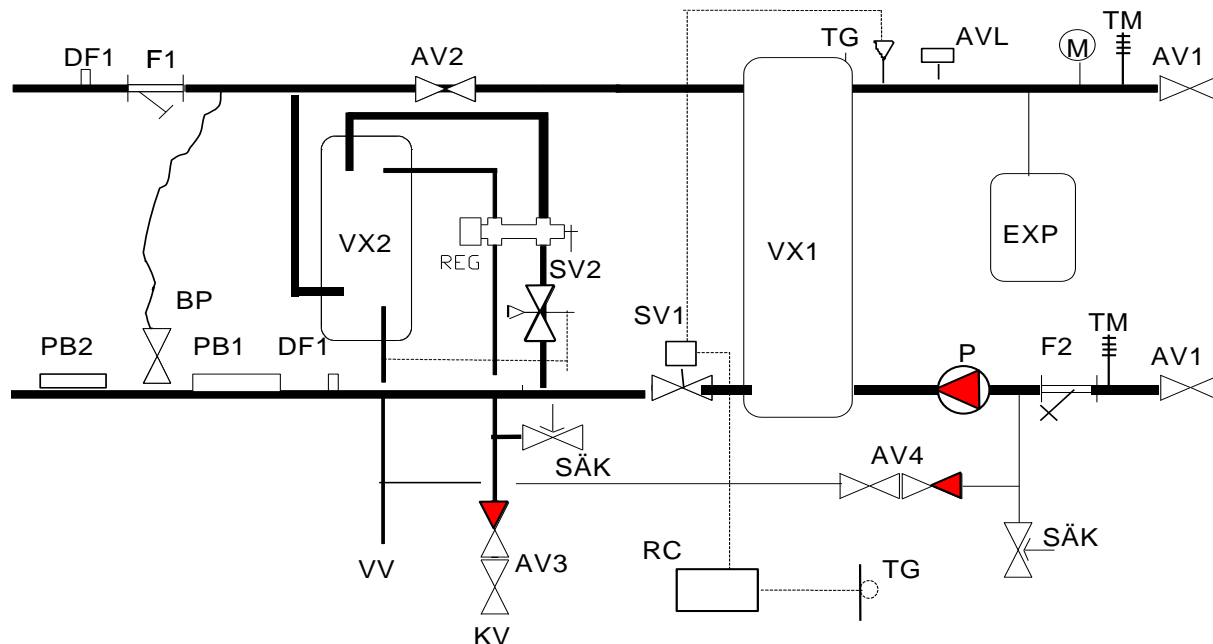 TM
DF1
F1
AV2
TG
AVL
M
AV1
VX2
VX1
EXP
REG
SV2
BP
SV1
TM
PB2
PB1
DF1
P
F2
AV1
SÄK
AV4
SÄK
RC
TG
VV
AV3
KV